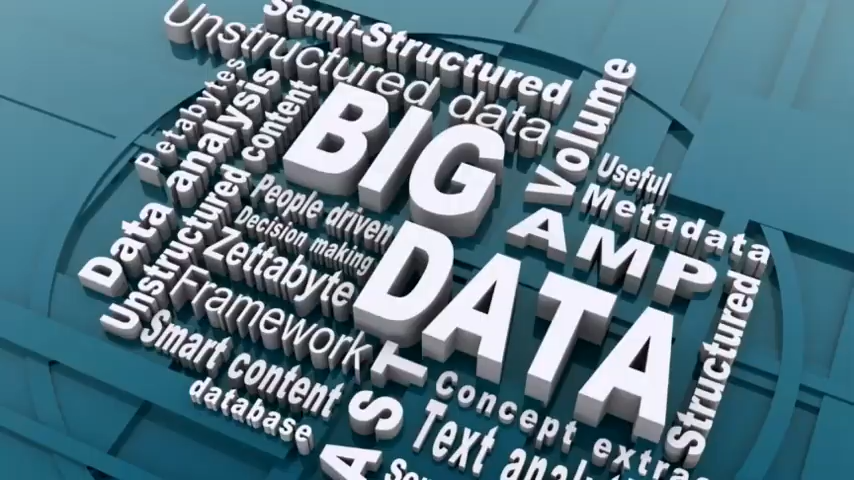 Semi-Structured
Unstructured data
Petabytes
Data analysis
Unstructured content
BIG
DATA
Volume
Useful
Metadata
AMP
Structured
People driven
Decision making
Zettabyte
Framework
Smart content
database
AST
Concept
Text